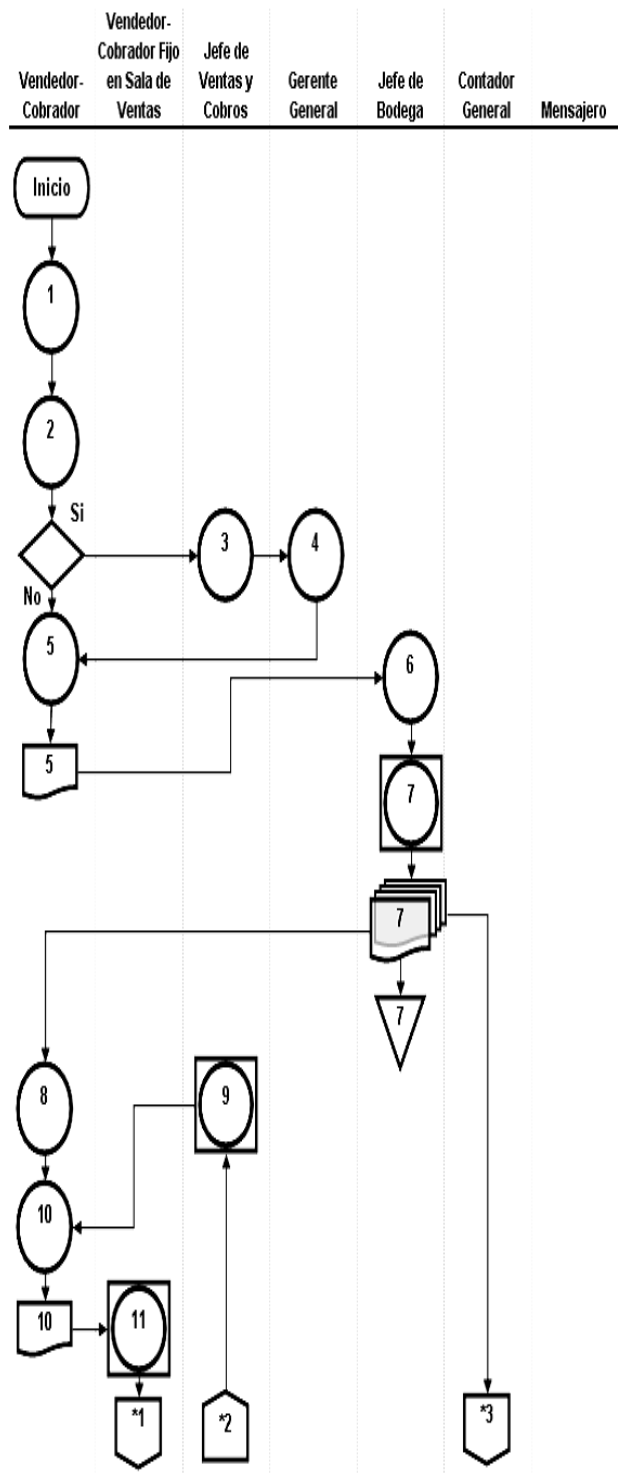 Vendedor-
Cobrador
Vendedor-
Cobrador Fijo
en Sala de
Ventas
Jefe de
Ventas y
Cobros
Gerente
General
Jefe de
Bodega
Contador
General
Mensajero
Inicio
1
2
Si
3
4
No
5
6
5
7
7
7
8
9
10
10
11
*1
*2
*3